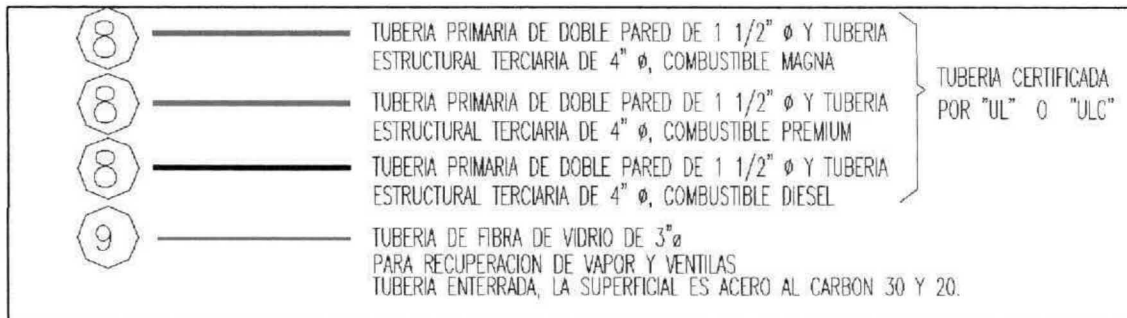 8 TUBERIA PRIMARIA DE DOBLE PARED DE 1 1/2" ø Y TUBERIA
ESTRUCTURAL TERCIARIA DE 4" ø, COMBUSTIBLE MAGNA
8 TUBERIA PRIMARIA DE DOBLE PARED DE 1 1/2" ø Y TUBERIA
ESTRUCTURAL TERCIARIA DE 4" ø, COMBUSTIBLE PREMIUM
8 TUBERIA PRIMARIA DE DOBLE PARED DE 1 1/2" ø Y TUBERIA
ESTRUCTURAL TERCIARIA DE 4" ø, COMBUSTIBLE DIESEL
TUBERIA CERTIFICADA
POR "UL" O "ULC"
9 TUBERIA DE FIBRA DE VIDRIO DE 3"ø
PARA RECUPERACION DE VAPOR Y VENTILAS
TUBERIA ENTERRADA, LA SUPERFICIAL ES ACERO AL CARBON 30 Y 20.